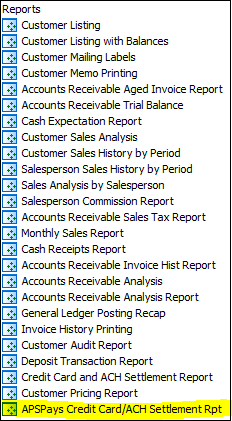 Reports
Customer Listing
Customer Listing with Balances
Customer Mailing Labels
Customer Memo Printing
Accounts Receivable Aged Invoice Report
Accounts Receivable Trial Balance
Cash Expectation Report
Customer Sales Analysis
Customer Sales History by Period
Salesperson Sales History by Period
Sales Analysis by Salesperson
Salesperson Commission Report
Accounts Receivable Sales Tax Report
Monthly Sales Report
Cash Receipts Report
Accounts Receivable Invoice Hist Report
Accounts Receivable Analysis
Accounts Receivable Analysis Report
General Ledger Posting Recap
Invoice History Printing
Customer Audit Report
Deposit Transaction Report
Credit Card and ACH Settlement Report
Customer Pricing Report
APSPays Credit Card/ACH Settlement Rpt